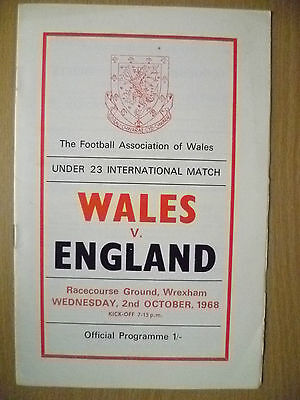 The Football Association of Wales
UNDER 23 INTERNATIONAL MATCH
WALES
V.
ENGLAND
Racecourse Ground, Wrexham
WEDNESDAY, 2nd OCTOBER, 1968
KICK-OFF 7-15 p.m.
Official Programme 1/-